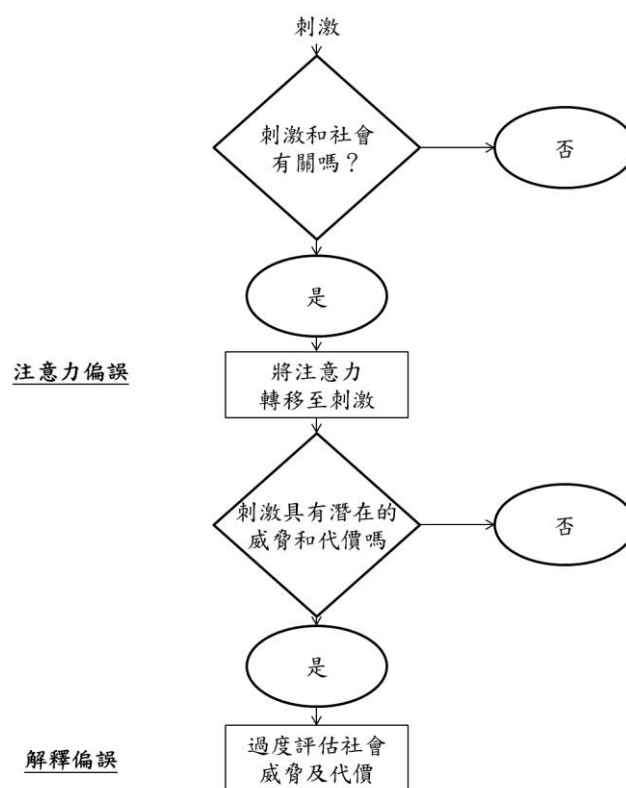 刺激
刺激和社會
有關嗎？
否
是
注意力偏誤
將注意力
轉移至刺激
刺激具有潛在的
威脅和代價嗎
否
是
解釋偏誤
過度評估社會
威脅及代價